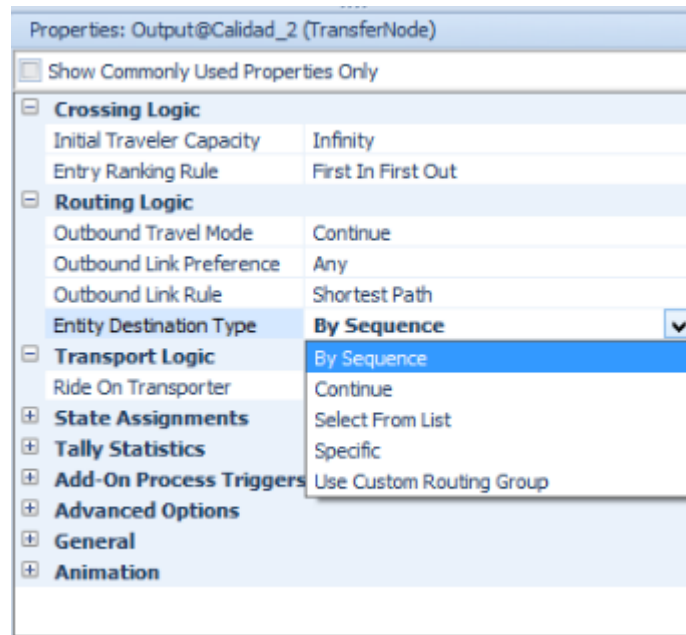 Properties: Output@Calidad_2 (TransferNode)
Show Commonly Used Properties Only
Crossing Logic
Initial Traveler Capacity Infinity
Entry Ranking Rule First In First Out
Routing Logic
Outbound Travel Mode Continue
Outbound Link Preference Any
Outbound Link Rule Shortest Path
Entity Destination Type By Sequence
Transport Logic By Sequence
Ride On Transporter Continue
State Assignments Select From List
Tally Statistics Specific
Add-On Process Triggers Use Custom Routing Group
Advanced Options
General
Animation